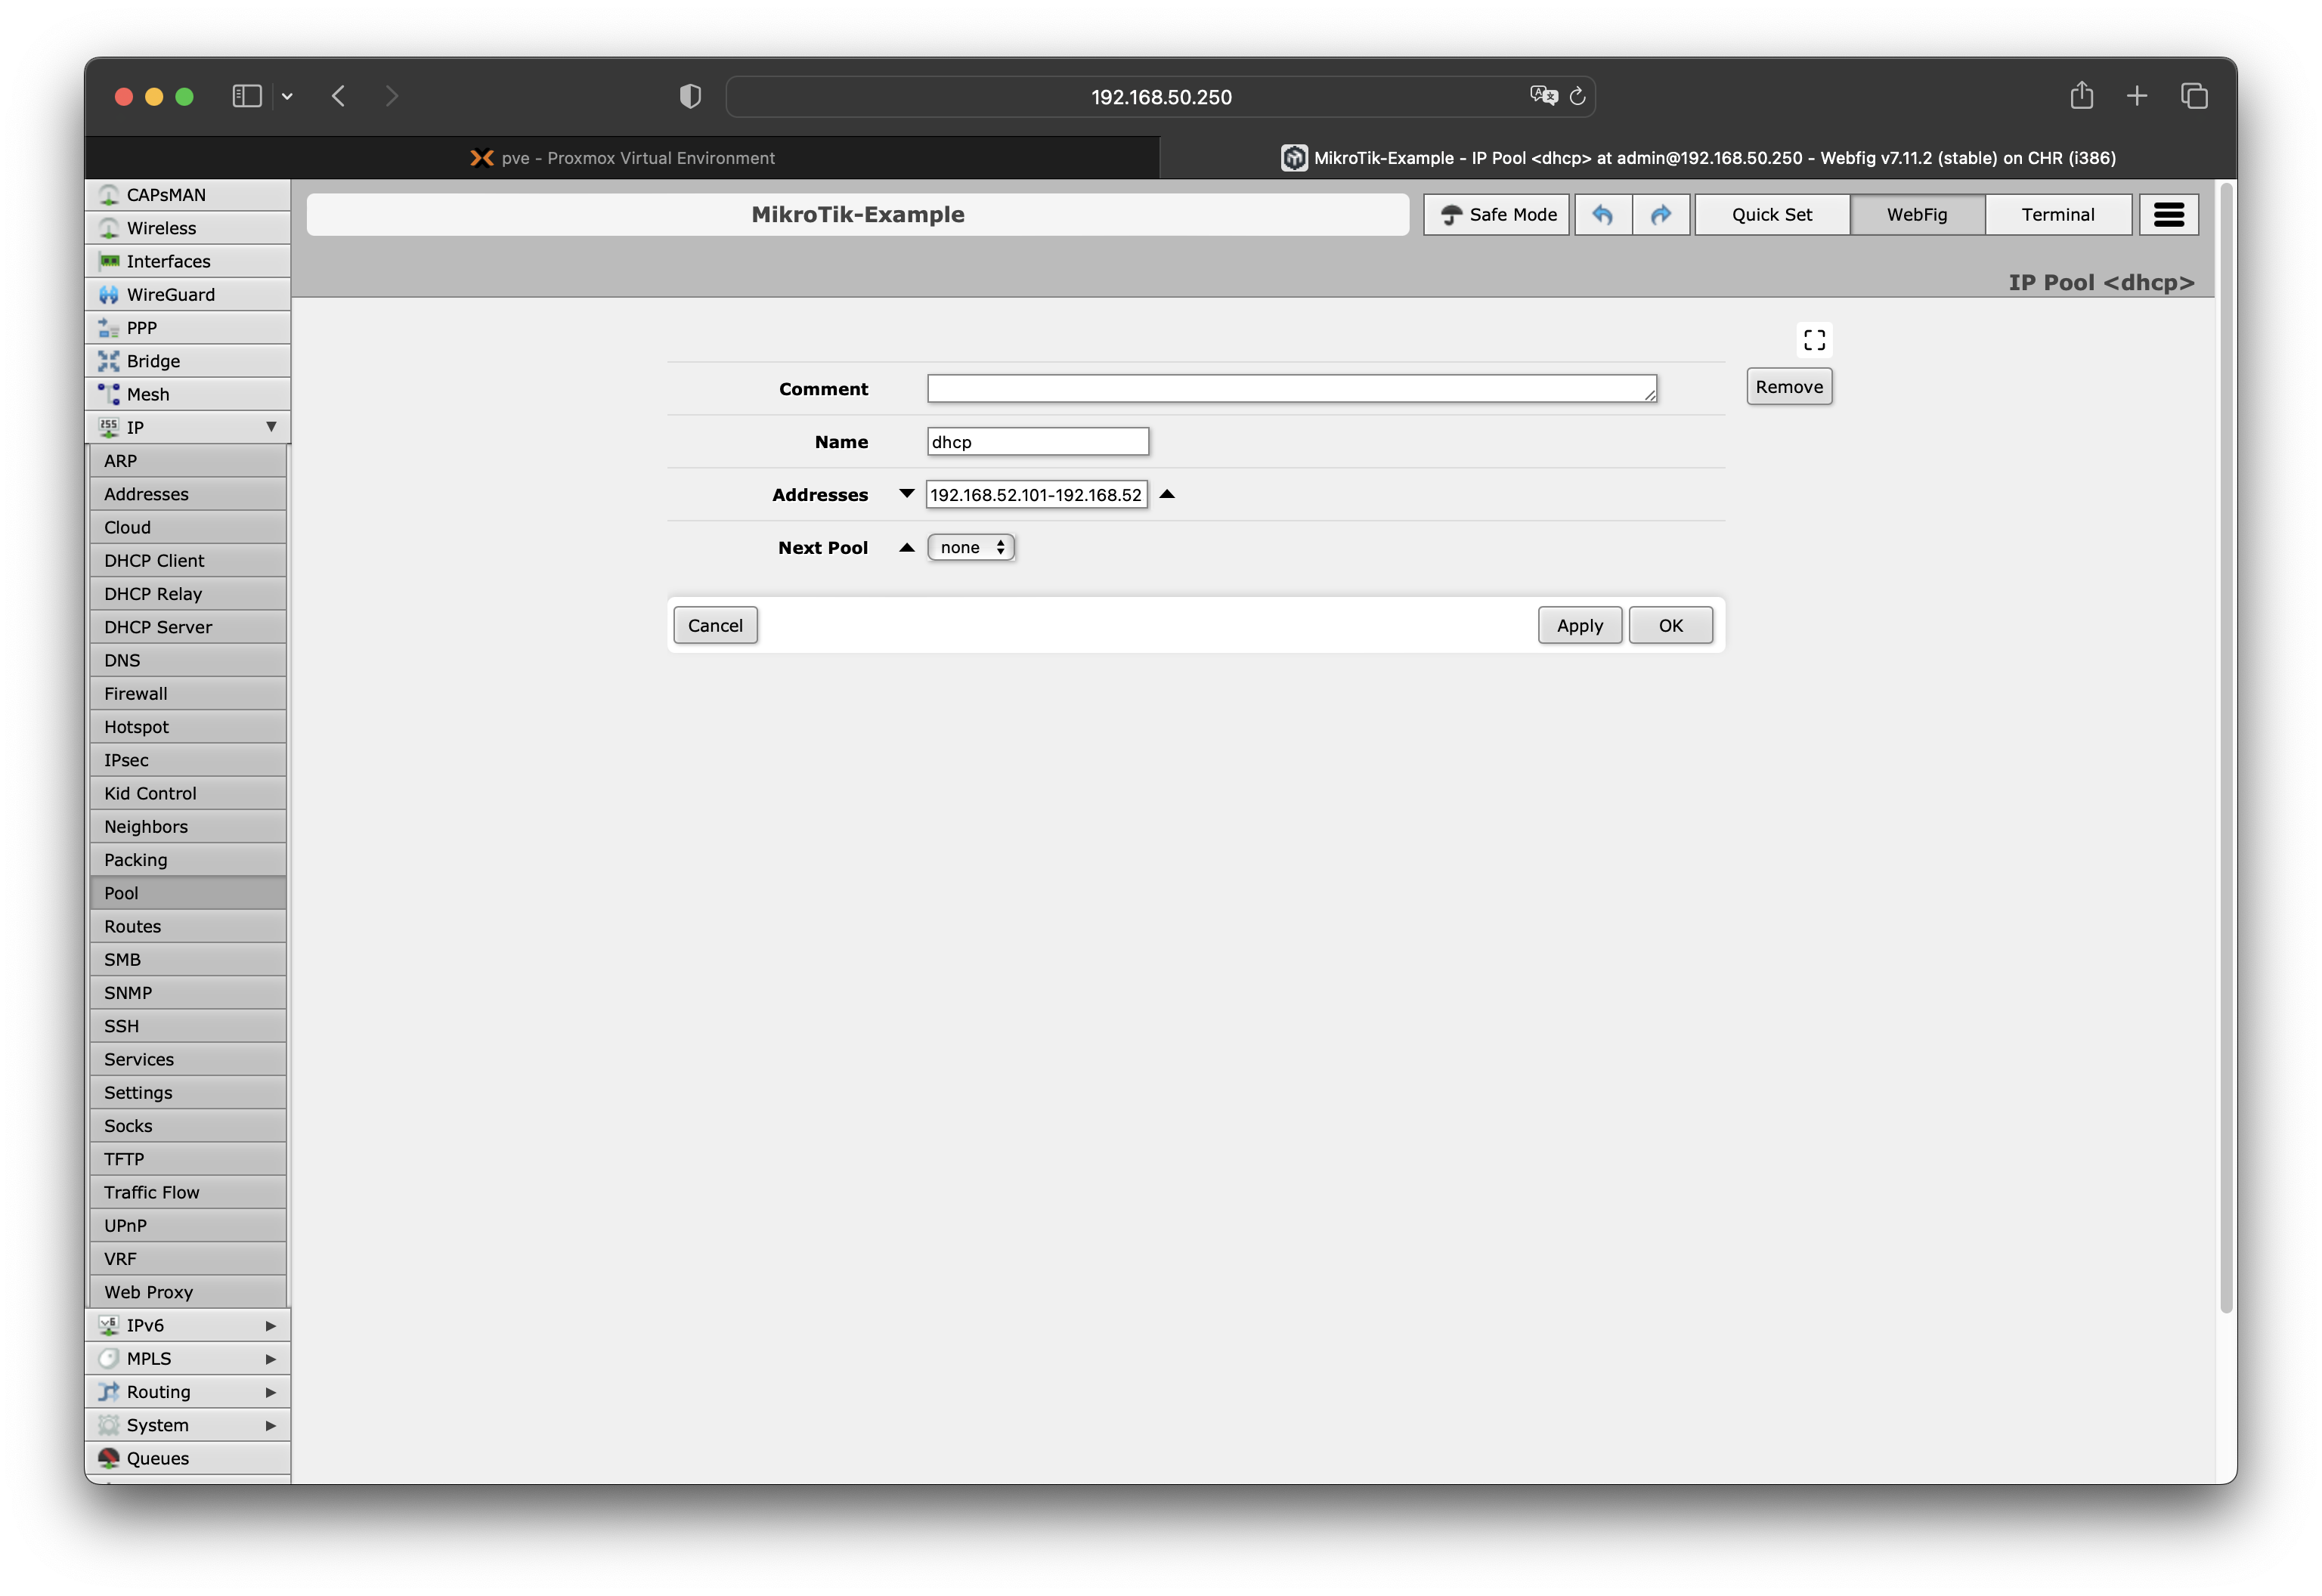 192.168.50.250
pve - Proxmox Virtual Environment
MikroTik-Example - IP Pool <dhcp> at admin@192.168.50.250 - Webfig v7.11.2 (stable) on CHR (i386)
MikroTik-Example
Safe Mode
Quick Set
WebFig
Terminal
IP Pool <dhcp>
CAPsMAN
Wireless
Interfaces
WireGuard
PPP
Bridge
Mesh
255 IP
ARP
Addresses
Cloud
DHCP Client
DHCP Relay
DHCP Server
DNS
Firewall
Hotspot
IPsec
Kid Control
Neighbors
Packing
Pool
Routes
SMB
SNMP
SSH
Services
Settings
Socks
TFTP
Traffic Flow
UPnP
VRF
Web Proxy
v6 IPv6
MPLS
Routing
System
Queues
Comment
Remove
Name dhcp
Addresses 192.168.52.101-192.168.52
Next Pool none
Cancel
Apply
OK